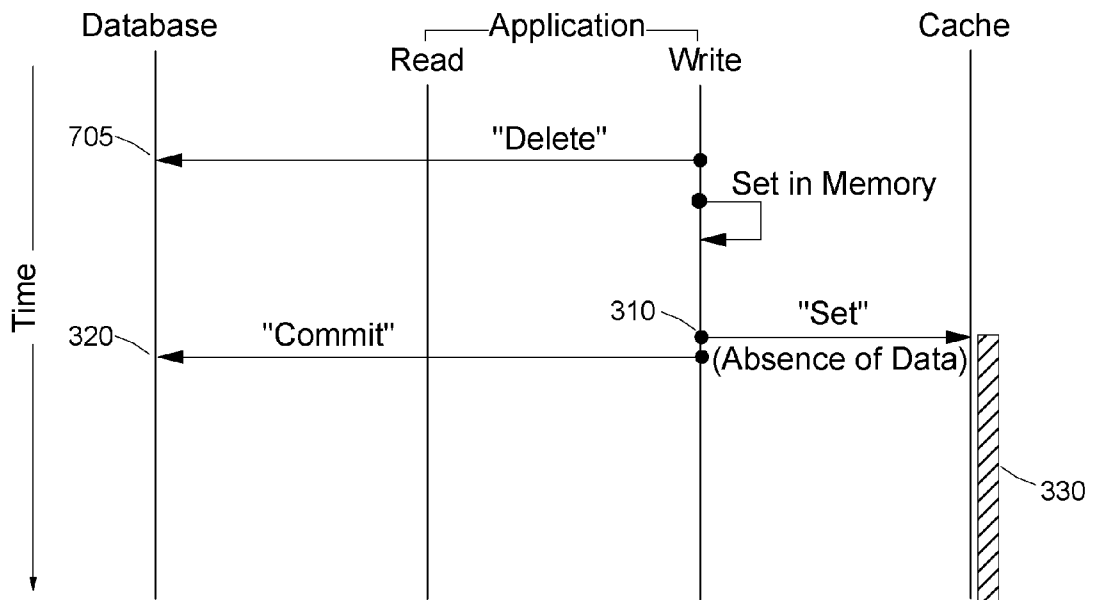 Database
Application
Cache
Read
Write
705
"Delete"
Set in Memory
Time
310
"Set"
320
"Commit"
(Absence of Data)
330